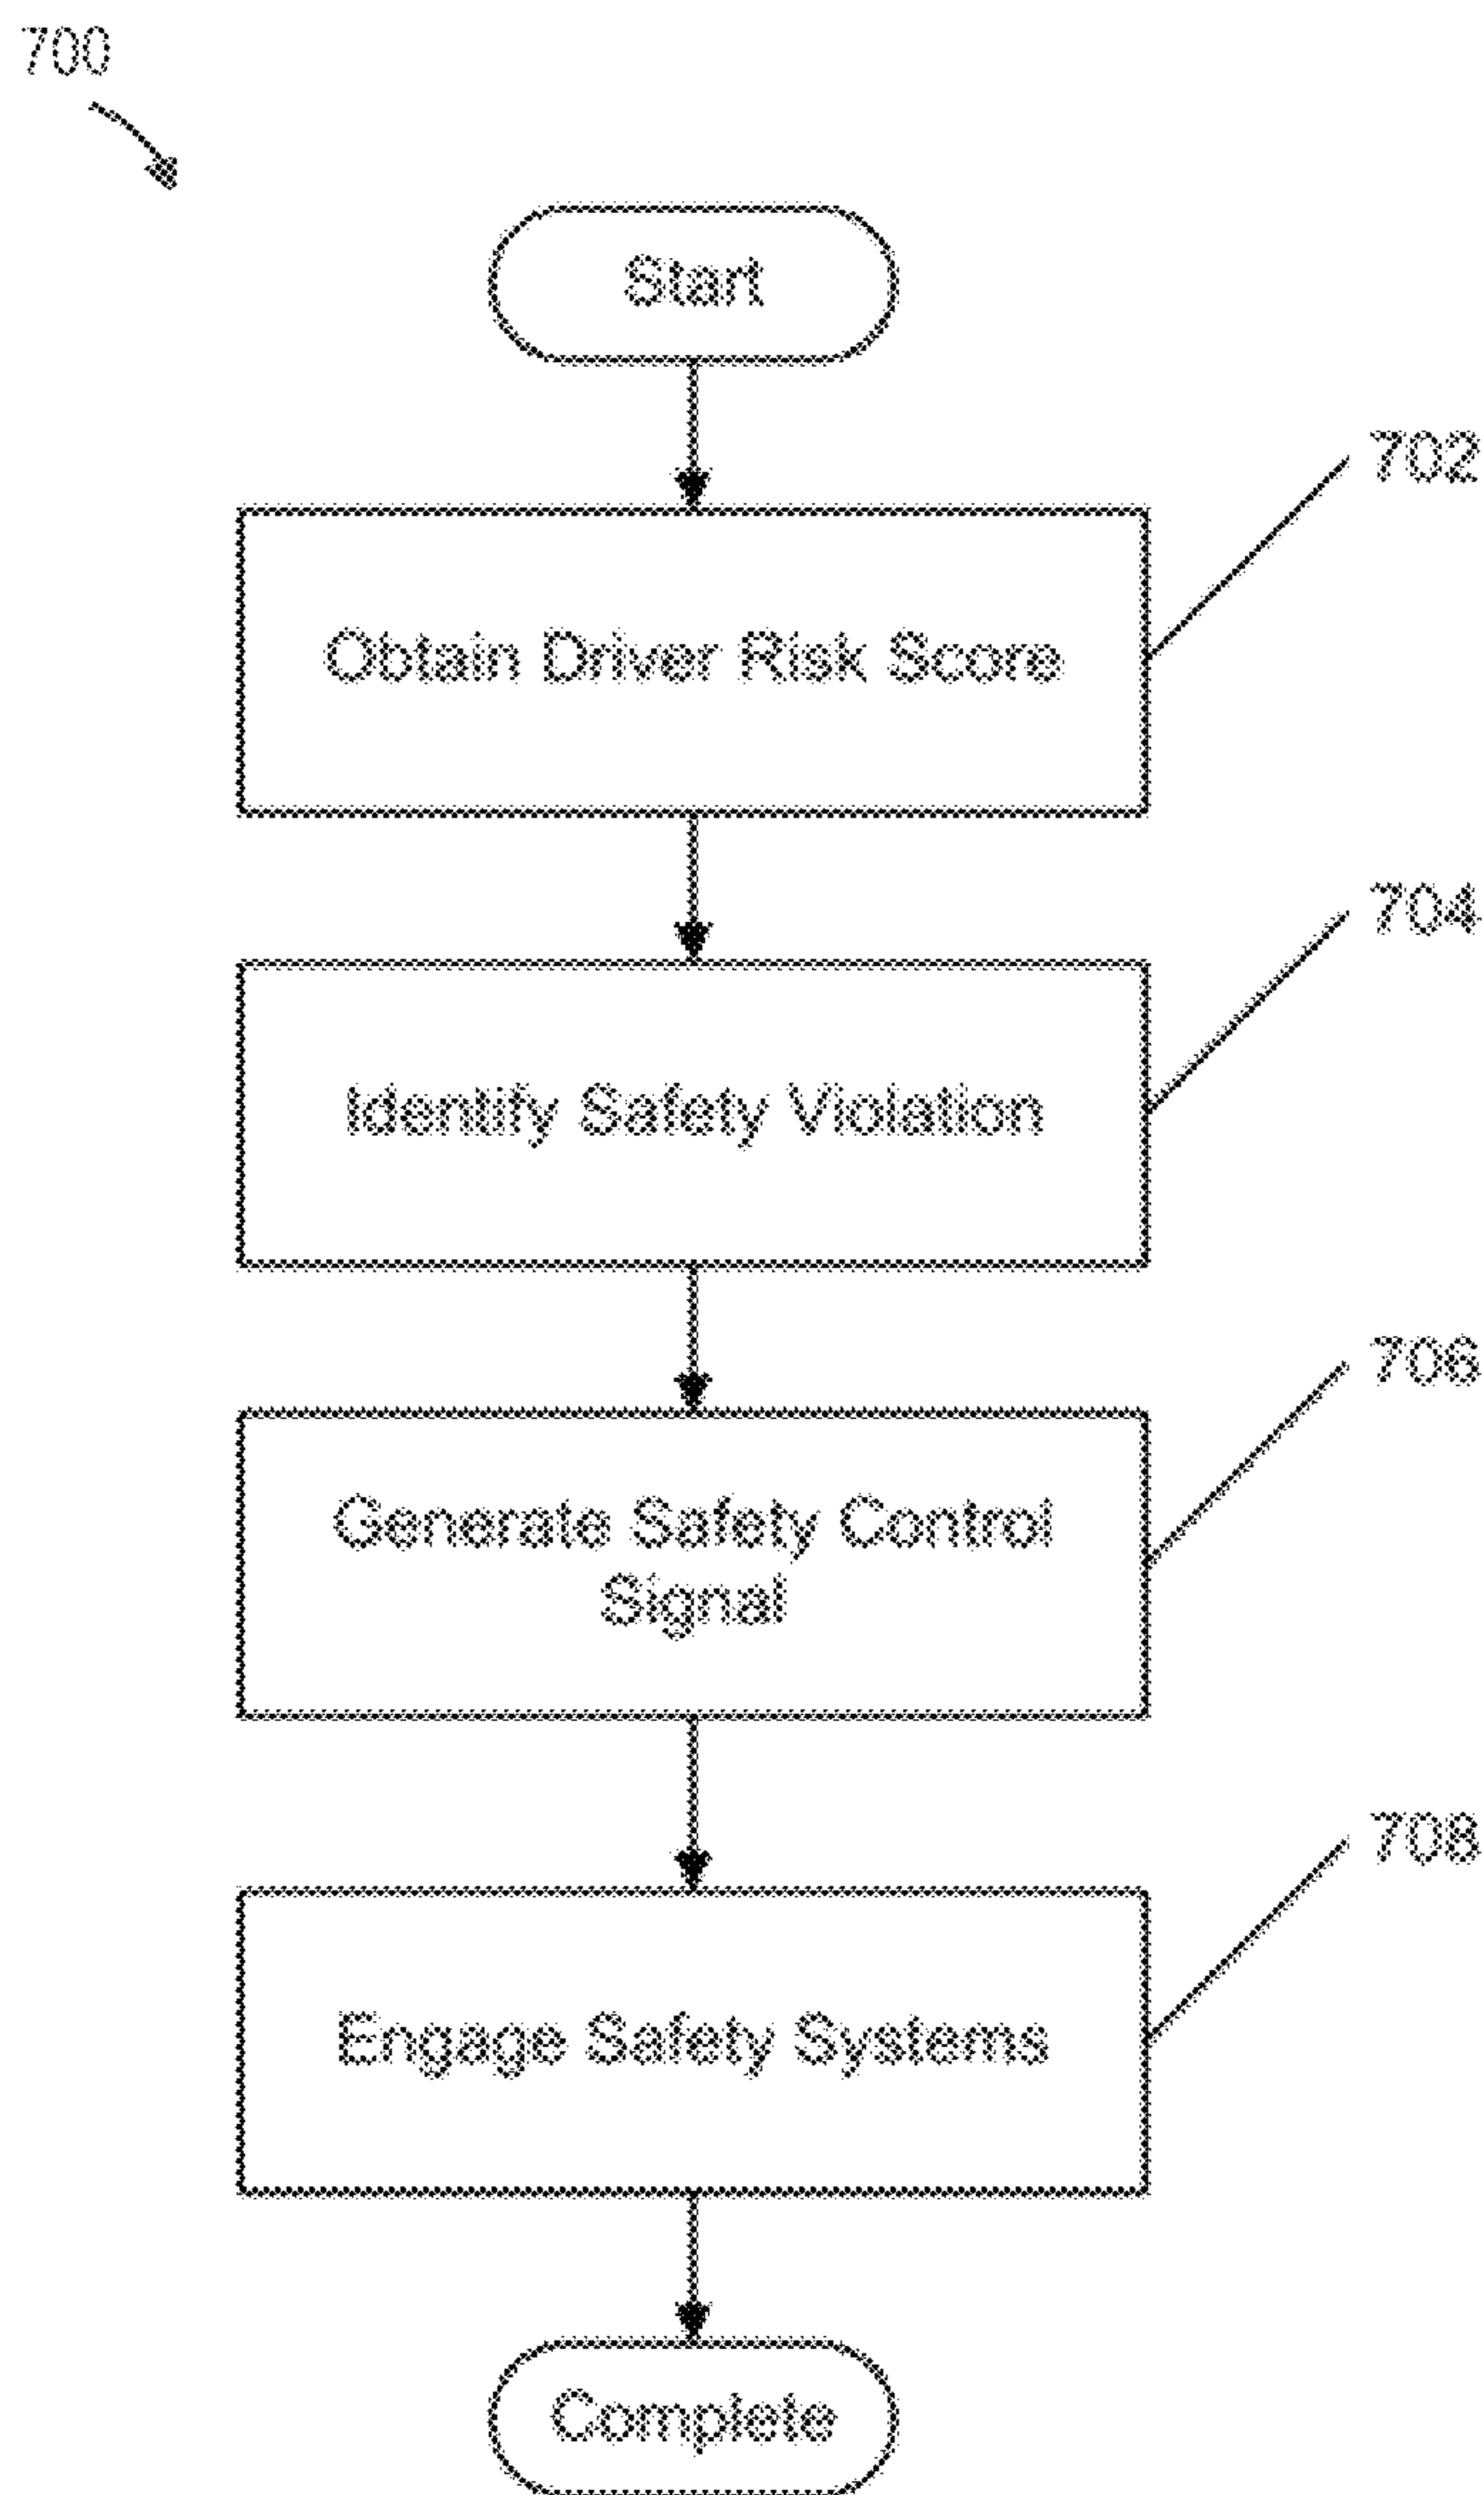 700
Start
702
Obtain Driver Risk Score
704
Identify Safety Violation
706
Generate Safety Control
Signal
708
Engage Safety Systems
Complete